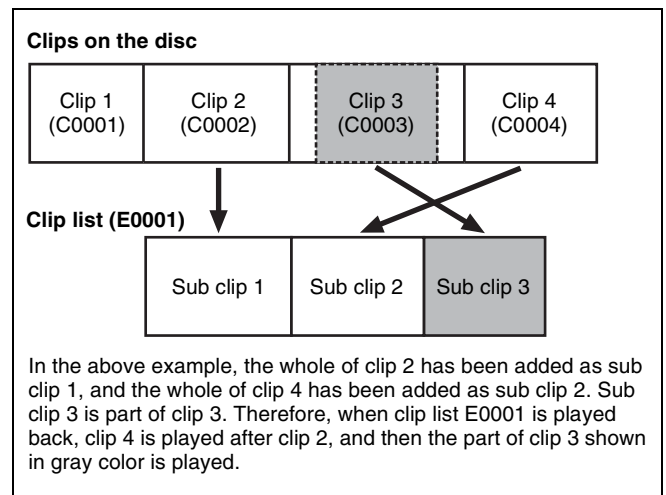 Clips on the disc
Clip 1
(C0001)
Clip 2
(C0002)
Clip 3
(C0003)
Clip 4
(C0004)
Clip list (E0001)
Sub clip 1
Sub clip 2
Sub clip 3
In the above example, the whole of clip 2 has been added as sub
clip 1, and the whole of clip 4 has been added as sub clip 2. Sub
clip 3 is part of clip 3. Therefore, when clip list E0001 is played
back, clip 4 is played after clip 2, and then the part of clip 3 shown
in gray color is played.